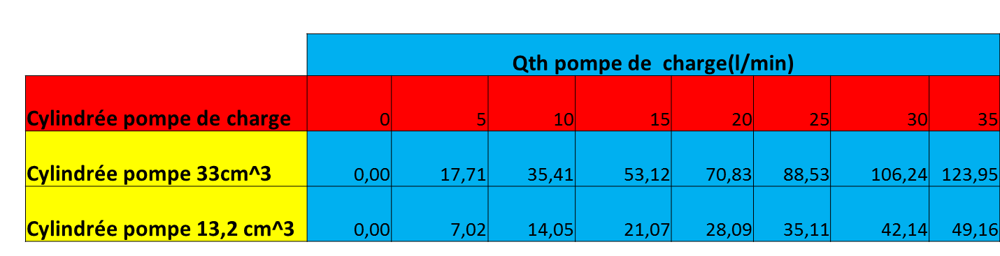 Qth pompe de  charge(l/min)
Cylindrée pompe de charge 0 5 10 15 20 25 30 35
Cylindrée pompe 33cm^3 0,00 17,71 35,41 53,12 70,83 88,53 106,24 123,95
Cylindrée pompe 13,2 cm^3 0,00 7,02 14,05 21,07 28,09 35,11 42,14 49,16